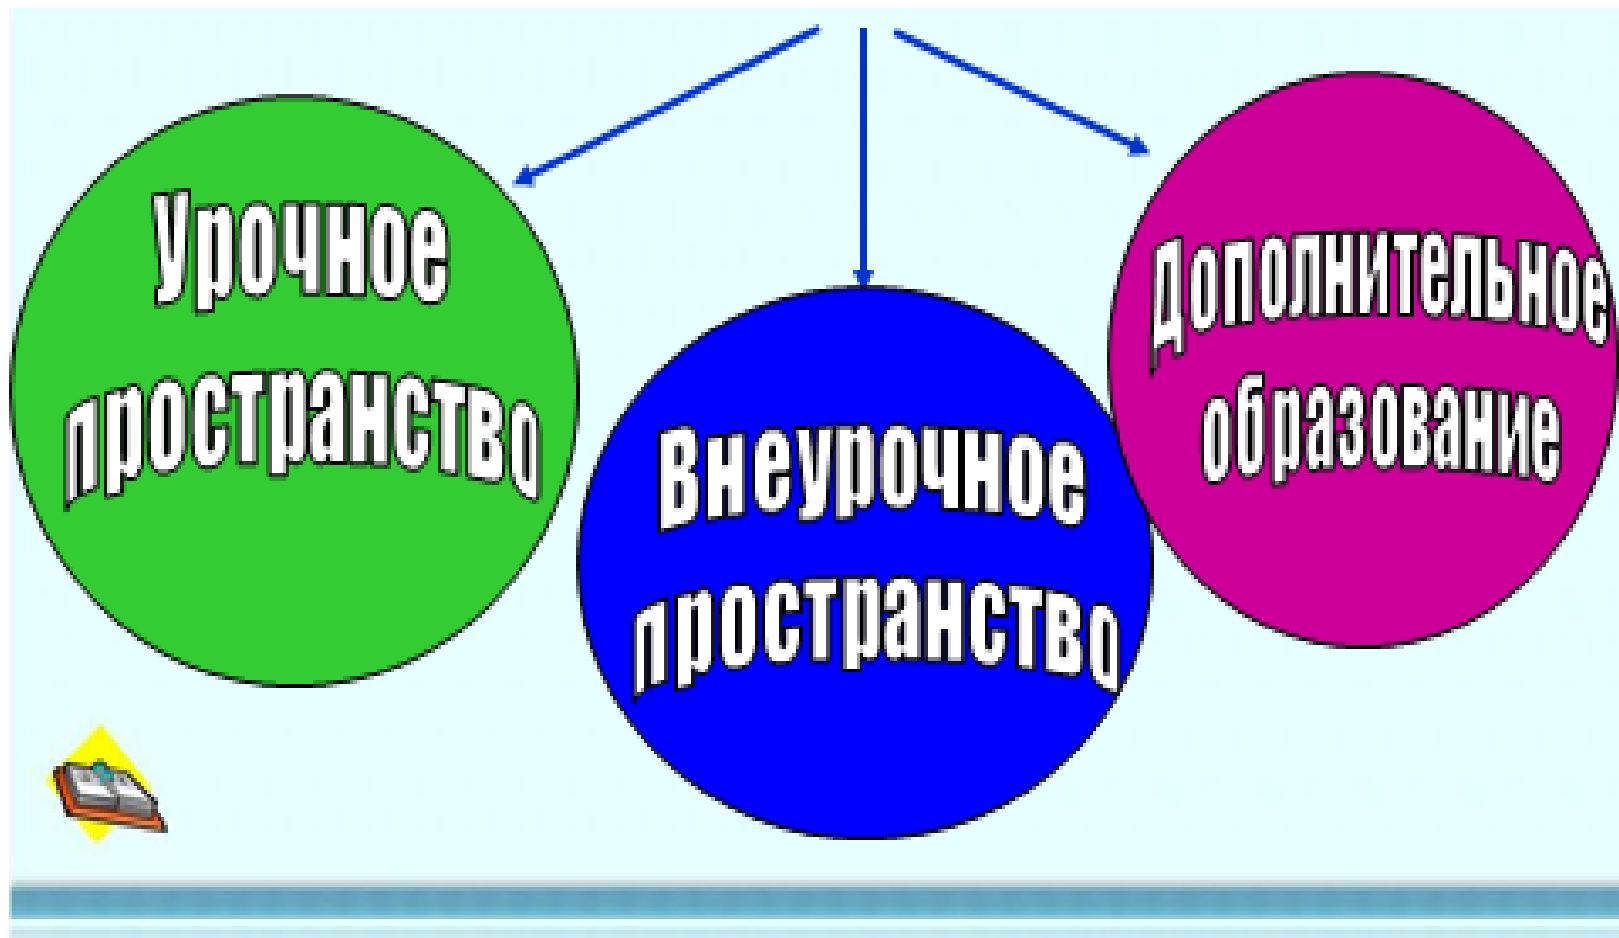 Урочное
пространство
Внеурочное
пространство
Дополнительное
образование